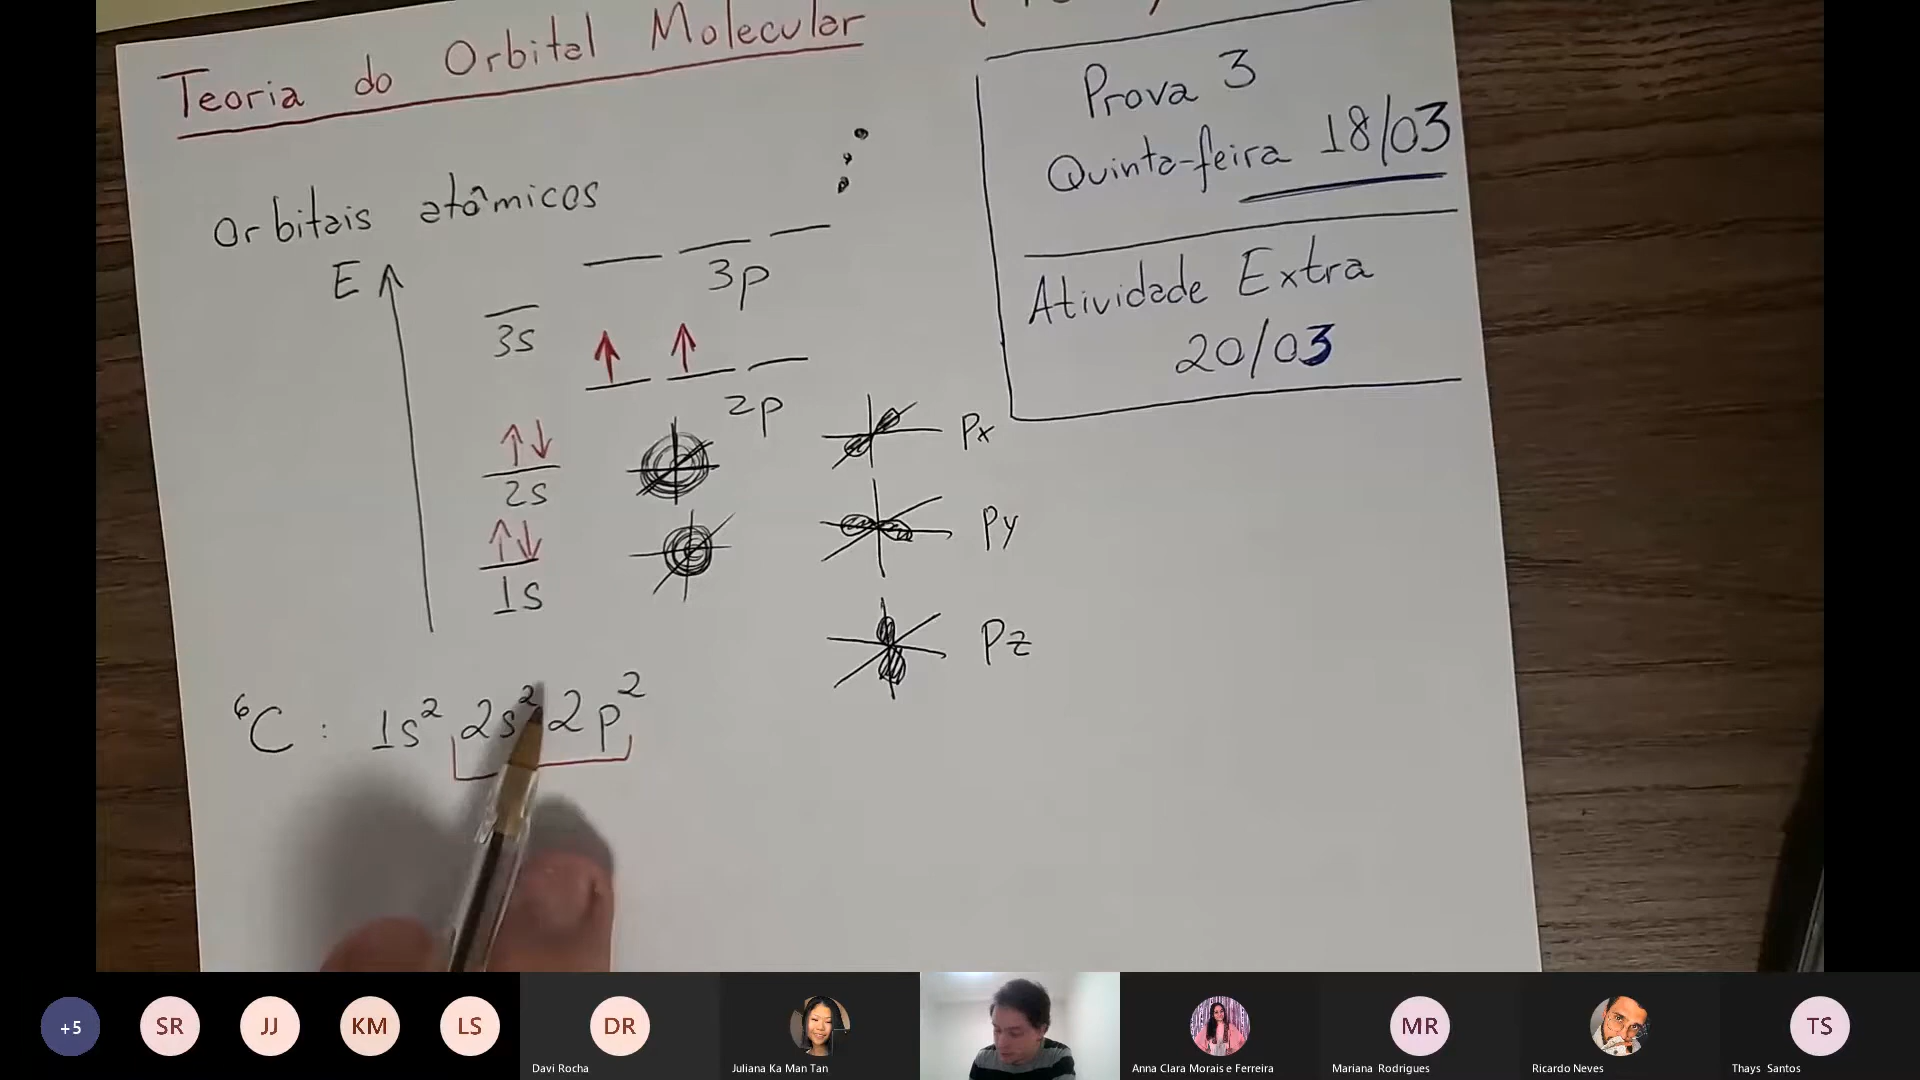 Teoria do Orbital Molecular
Prova 3
Quinta-feira 18/03
Atividade Extra
20/03
Orbitais atômicos
E
3p
3s
2p
2s
1s
Px
Py
Pz
6C : 1s2 2s2 2p2
+5
SR
JJ
KM
LS
DR
Davi Rocha
Juliana Ka Man Tan
Anna Clara Morais e Ferreira
MR
Mariana Rodrigues
Ricardo Neves
TS
Thays Santos